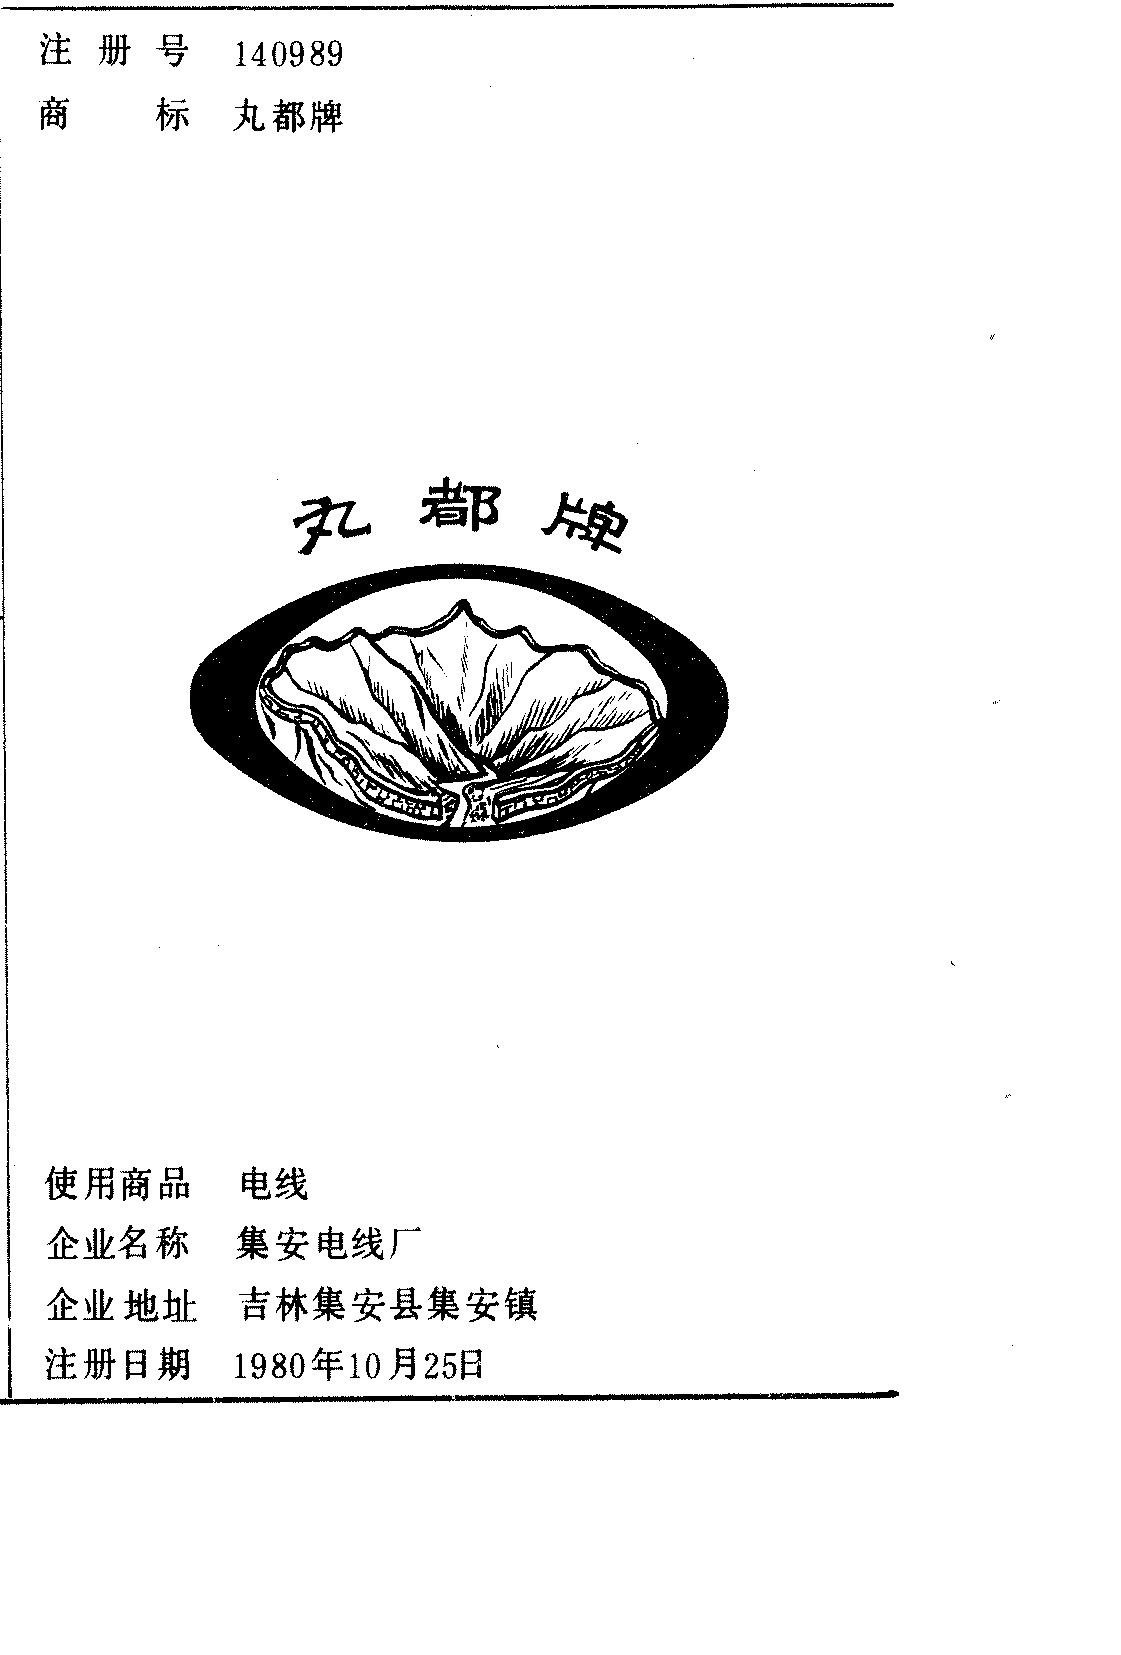 注册号 140989
商标 丸都牌
丸都牌
使用商品 电线
企业名称 集安电线厂
企业地址 吉林集安县集安镇
注册日期 1980年10月25日